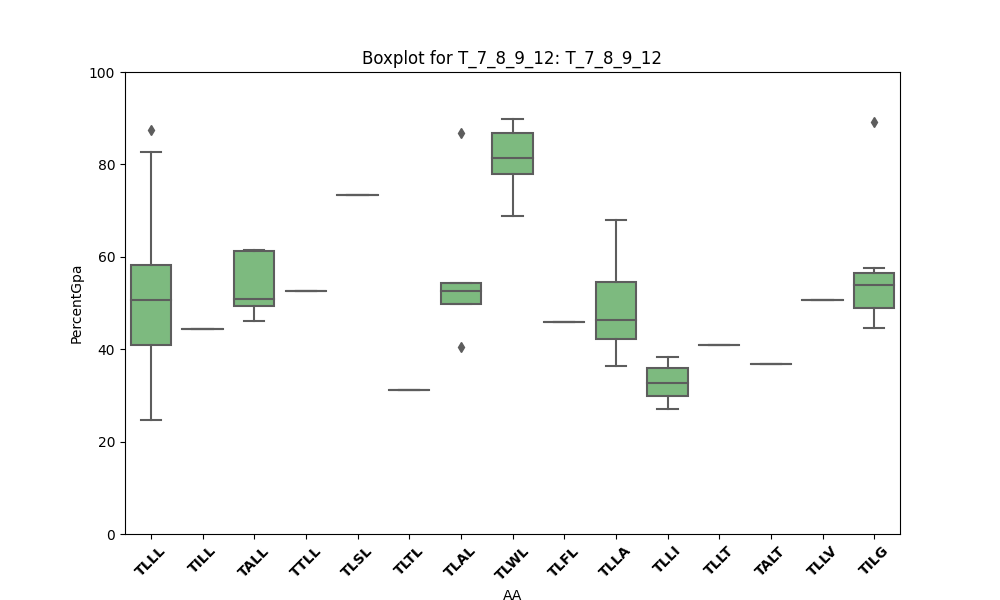 Boxplot for T_7_8_9_12: T_7_8_9_12
100
80
60
40
20
0
PercentGpa
TLLL TILL TALL TTLL TLSL TLTL TLAL TLWL TLFL TLLA TLLI TLLT TALT TLLV TILG
AA